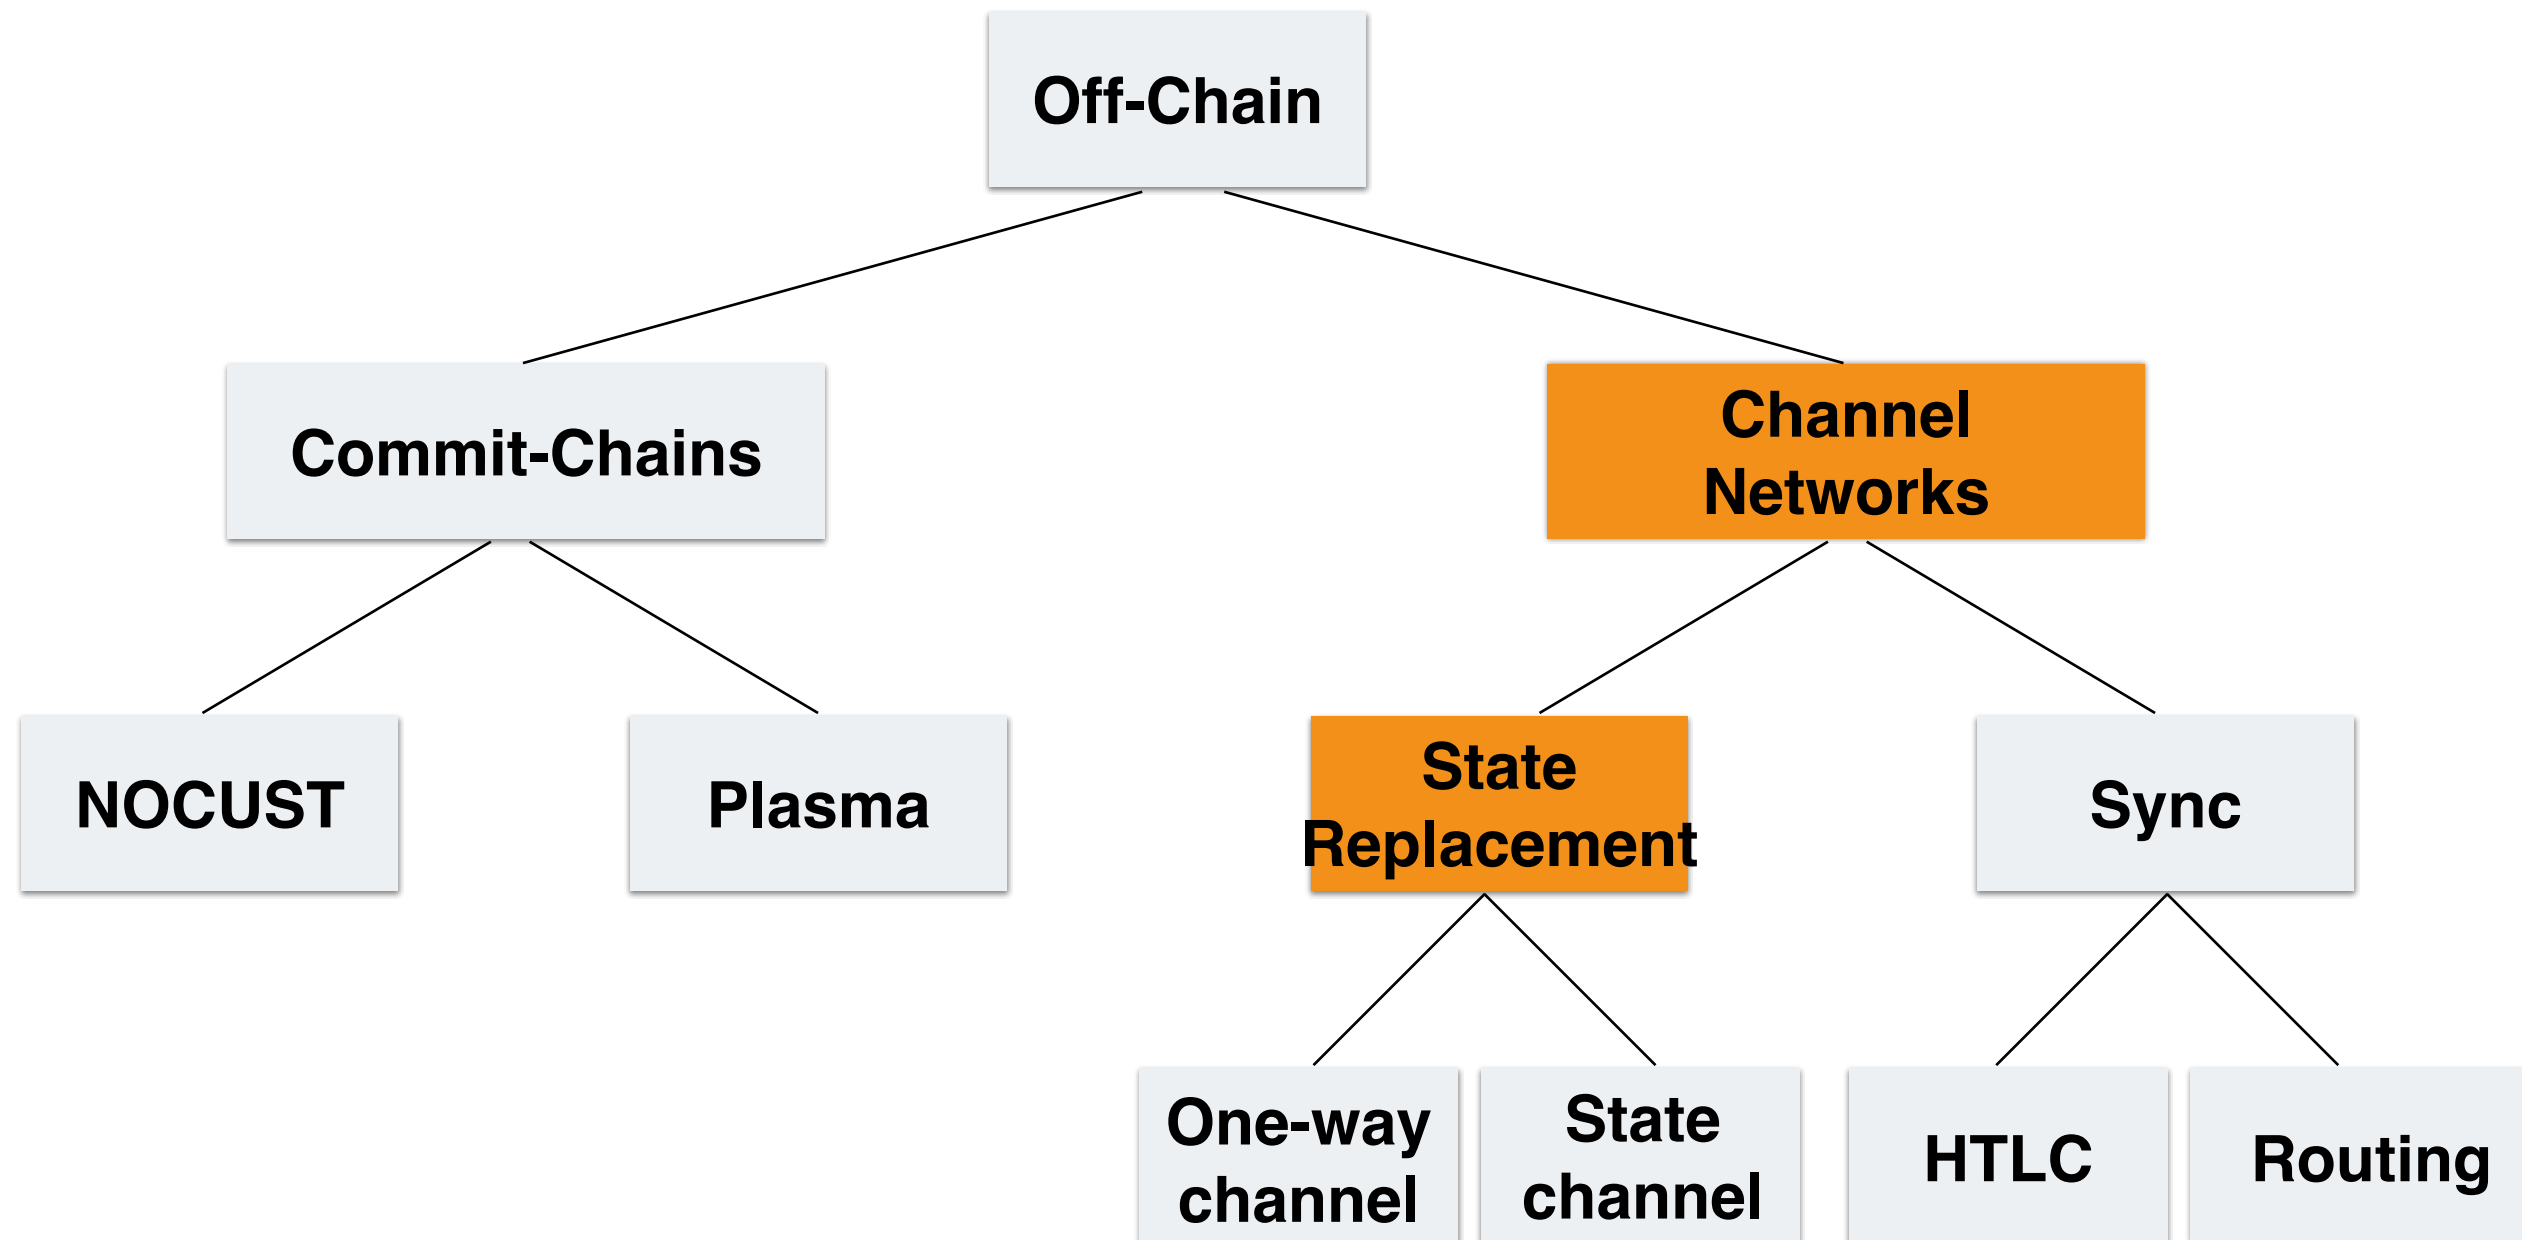 Off-Chain
Commit-Chains
Channel
Networks
NOCUST
Plasma
State
Replacement
Sync
One-way
channel
State
channel
HTLC
Routing